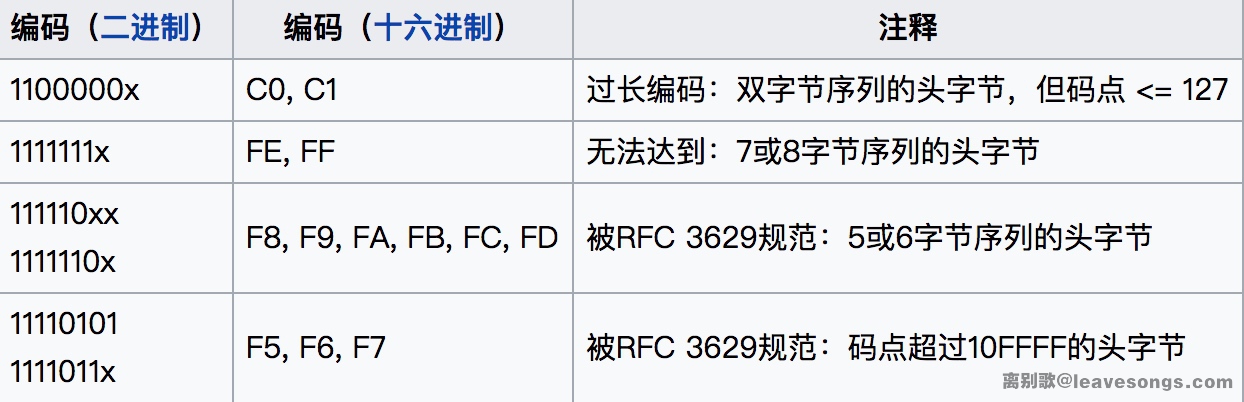 编码（二进制） 编码（十六进制） 注释
1100000x C0, C1 过长编码：双字节序列的头字节，但码点 <= 127
1111111x FE, FF 无法达到：7或8字节序列的头字节
111110xx
1111110x
F8, F9, FA, FB, FC, FD 被RFC 3629规范：5或6字节序列的头字节
11110101
1111011x
F5, F6, F7 被RFC 3629规范：码点超过10FFFF的头字节
离别歌@leavesongs.com